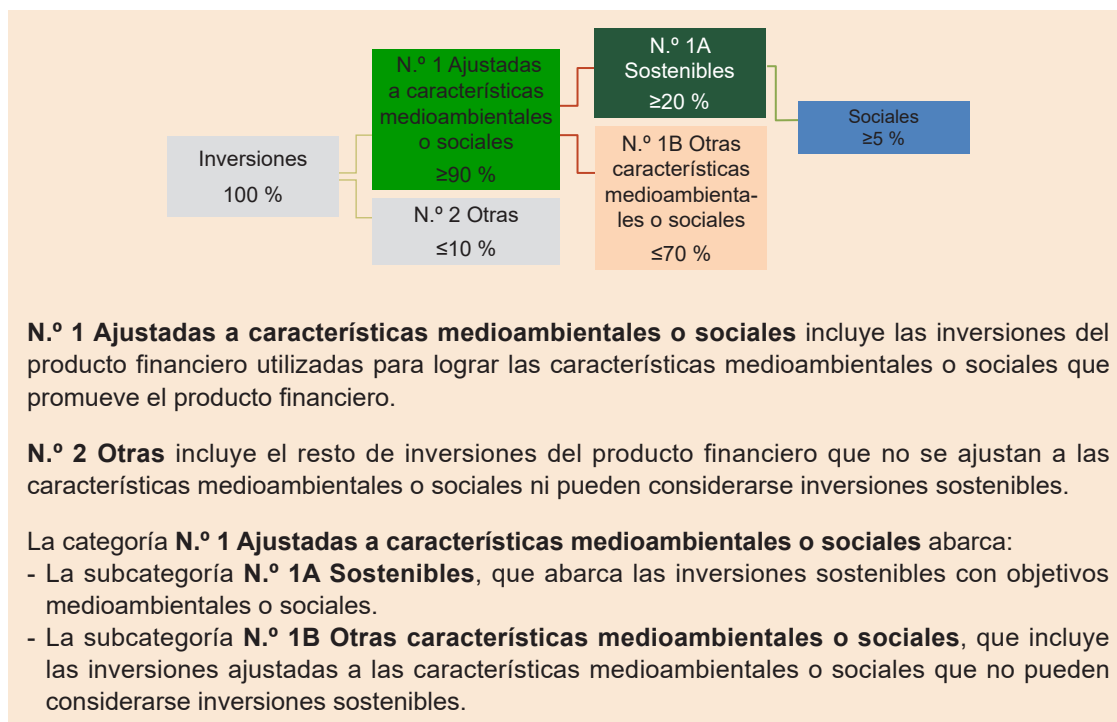 Inversiones
100 %
N.º 1 Ajustadas
a características
medioambientales
o sociales
≥90 %
N.º 2 Otras
≤10 %
N.º 1A
Sostenibles
≥20 %
N.º 1B Otras
características
medioambienta-
les o sociales
≤70 %
Sociales
≥5 %
N.º 1 Ajustadas a características medioambientales o sociales incluye las inversiones del
producto financiero utilizadas para lograr las características medioambientales o sociales que
promueve el producto financiero.
N.º 2 Otras incluye el resto de inversiones del producto financiero que no se ajustan a las
características medioambientales o sociales ni pueden considerarse inversiones sostenibles.
La categoría N.º 1 Ajustadas a características medioambientales o sociales abarca:
- La subcategoría N.º 1A Sostenibles, que abarca las inversiones sostenibles con objetivos
medioambientales o sociales.
- La subcategoría N.º 1B Otras características medioambientales o sociales, que incluye
las inversiones ajustadas a las características medioambientales o sociales que no pueden
considerarse inversiones sostenibles.